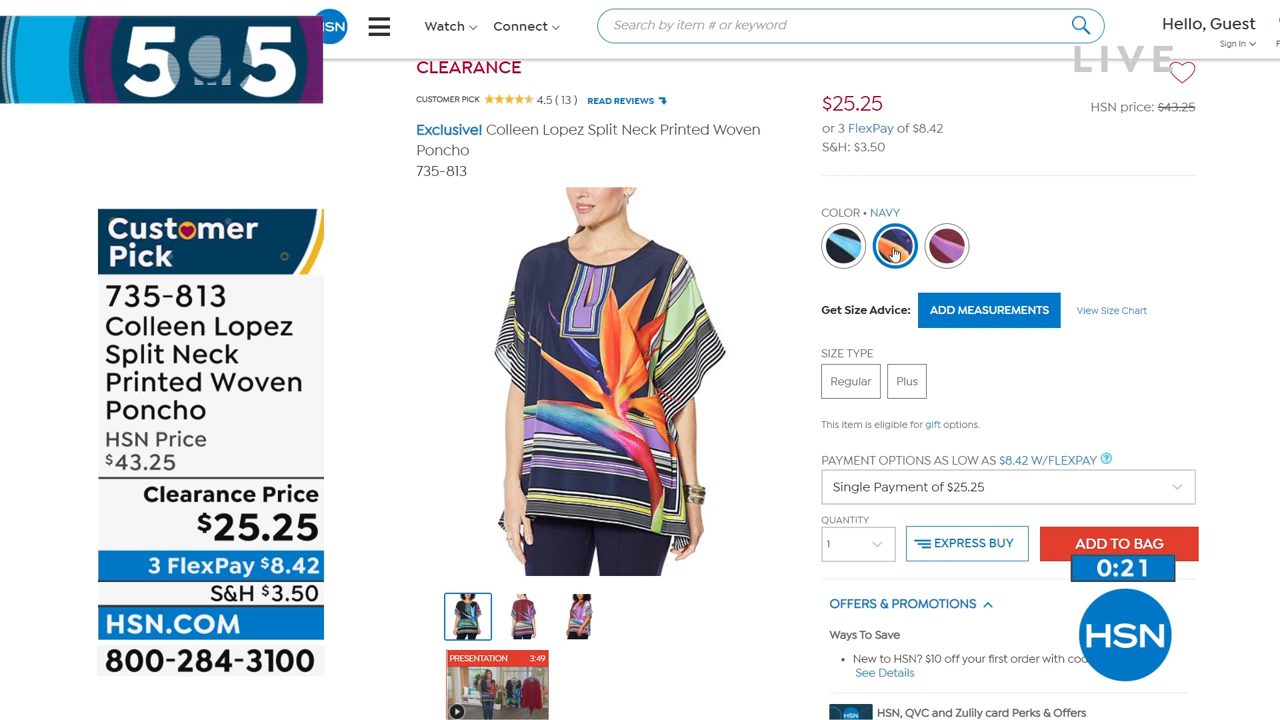 5 5
HSN
Watch
Connect
Search by item # or keyword
Hello, Guest
Sign In
LIVE
CLEARANCE
CUSTOMER PICK 4.5 ( 13 ) READ REVIEWS
Exclusive! Colleen Lopez Split Neck Printed Woven
Poncho
735-813
$25.25
HSN price: $43.25
or 3 FlexPay of $8.42
S&H: $3.50
COLOR • NAVY
Get Size Advice: ADD MEASUREMENTS View Size Chart
SIZE TYPE
Regular Plus
This item is eligible for gift options.
PAYMENT OPTIONS AS LOW AS $8.42 W/FLEXPAY ?
Single Payment of $25.25
QUANTITY
1
EXPRESS BUY
ADD TO BAG
0:21
OFFERS & PROMOTIONS
Ways To Save
• New to HSN? $10 off your first order with
See Details
HSN
HSN HSN, QVC and Zulily card Perks & Offers
Customer
Pick
735-813
Colleen Lopez
Split Neck
Printed Woven
Poncho
HSN Price
$43.25
Clearance Price
$25.25
3 FlexPay $8.42
S&H $3.50
HSN.COM
800-284-3100
PRESENTATION 3:49